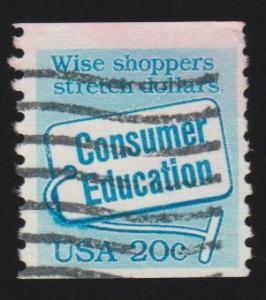 Wise shoppers
stretch dollars
Consumer
Education
USA 20c